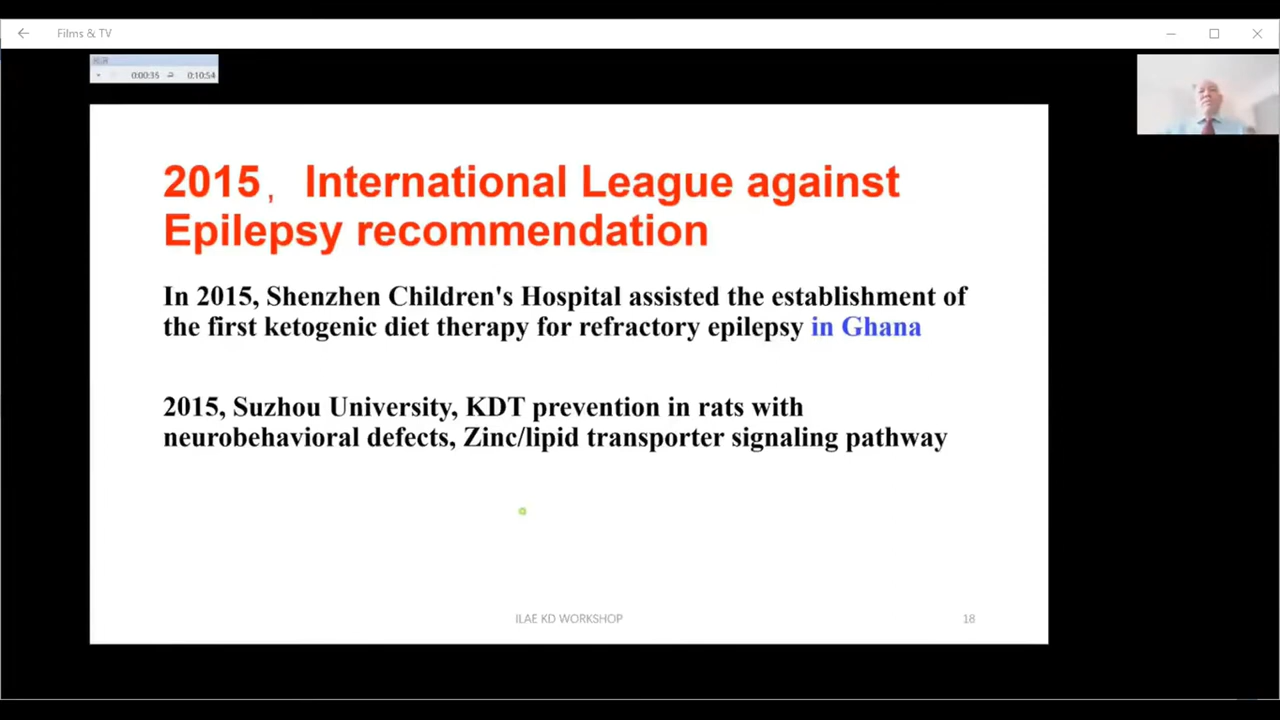 Films & TV
0:00:35
0:10:54
2015, International League against
Epilepsy recommendation
In 2015, Shenzhen Children's Hospital assisted the establishment of
the first ketogenic diet therapy for refractory epilepsy in Ghana
2015, Suzhou University, KDT prevention in rats with
neurobehavioral defects, Zinc/lipid transporter signaling pathway
ILAE KD WORKSHOP
18